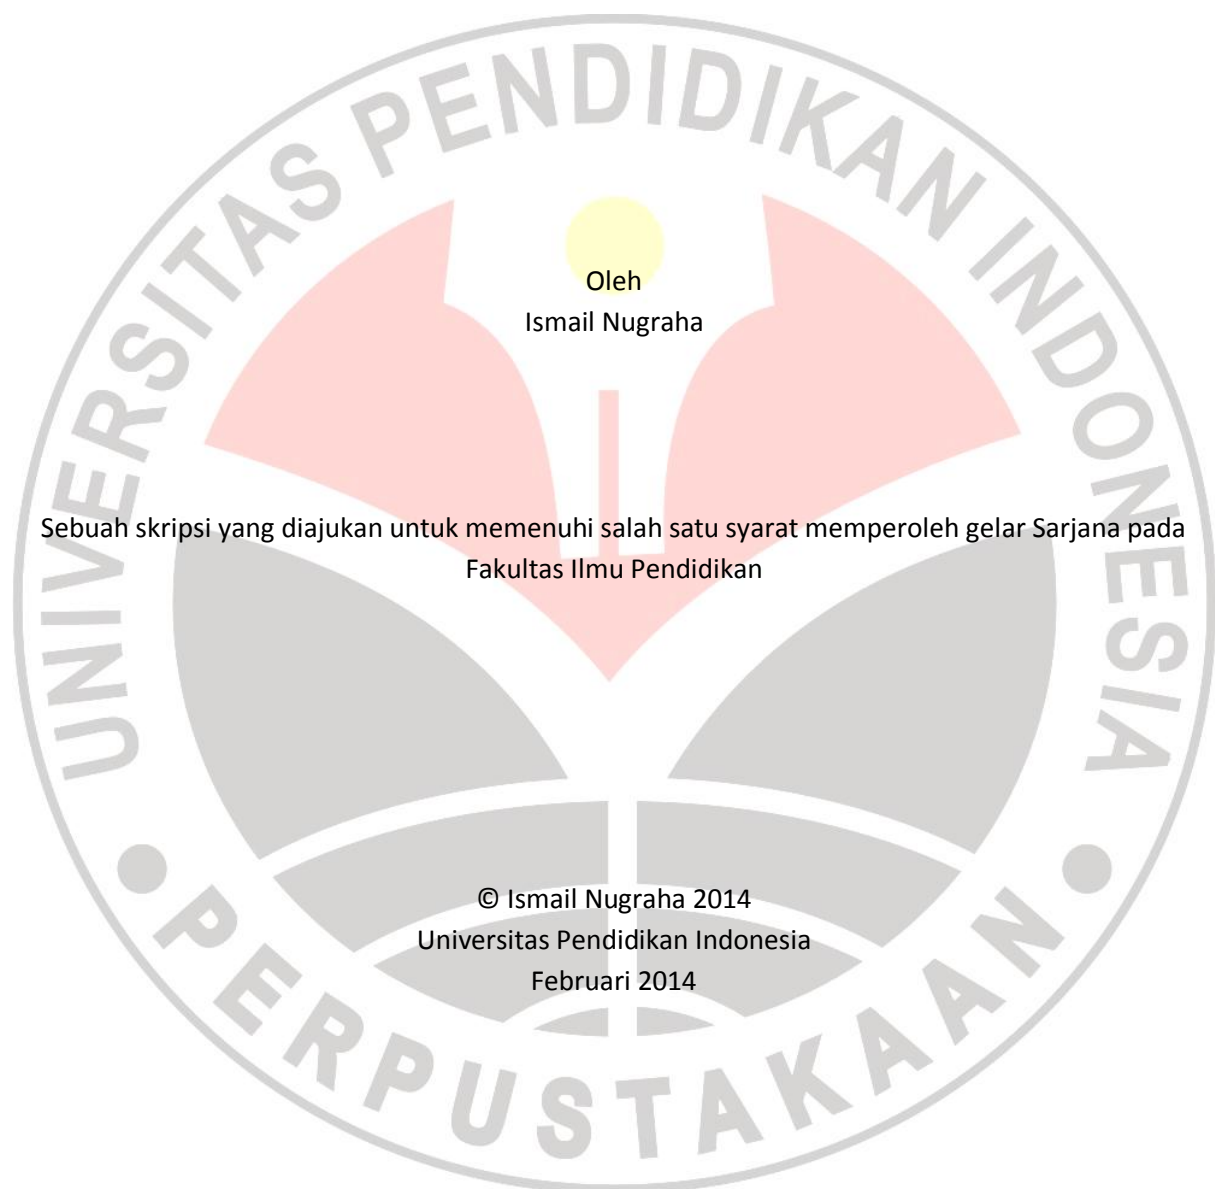 UNIVERSITAS PENDIDIKAN INDONESIA
Oleh
Ismail Nugraha
Sebuah skripsi yang diajukan untuk memenuhi salah satu syarat memperoleh gelar Sarjana pada
Fakultas Ilmu Pendidikan
© Ismail Nugraha 2014
Universitas Pendidikan Indonesia
Februari 2014
PERPUSTAKAAN